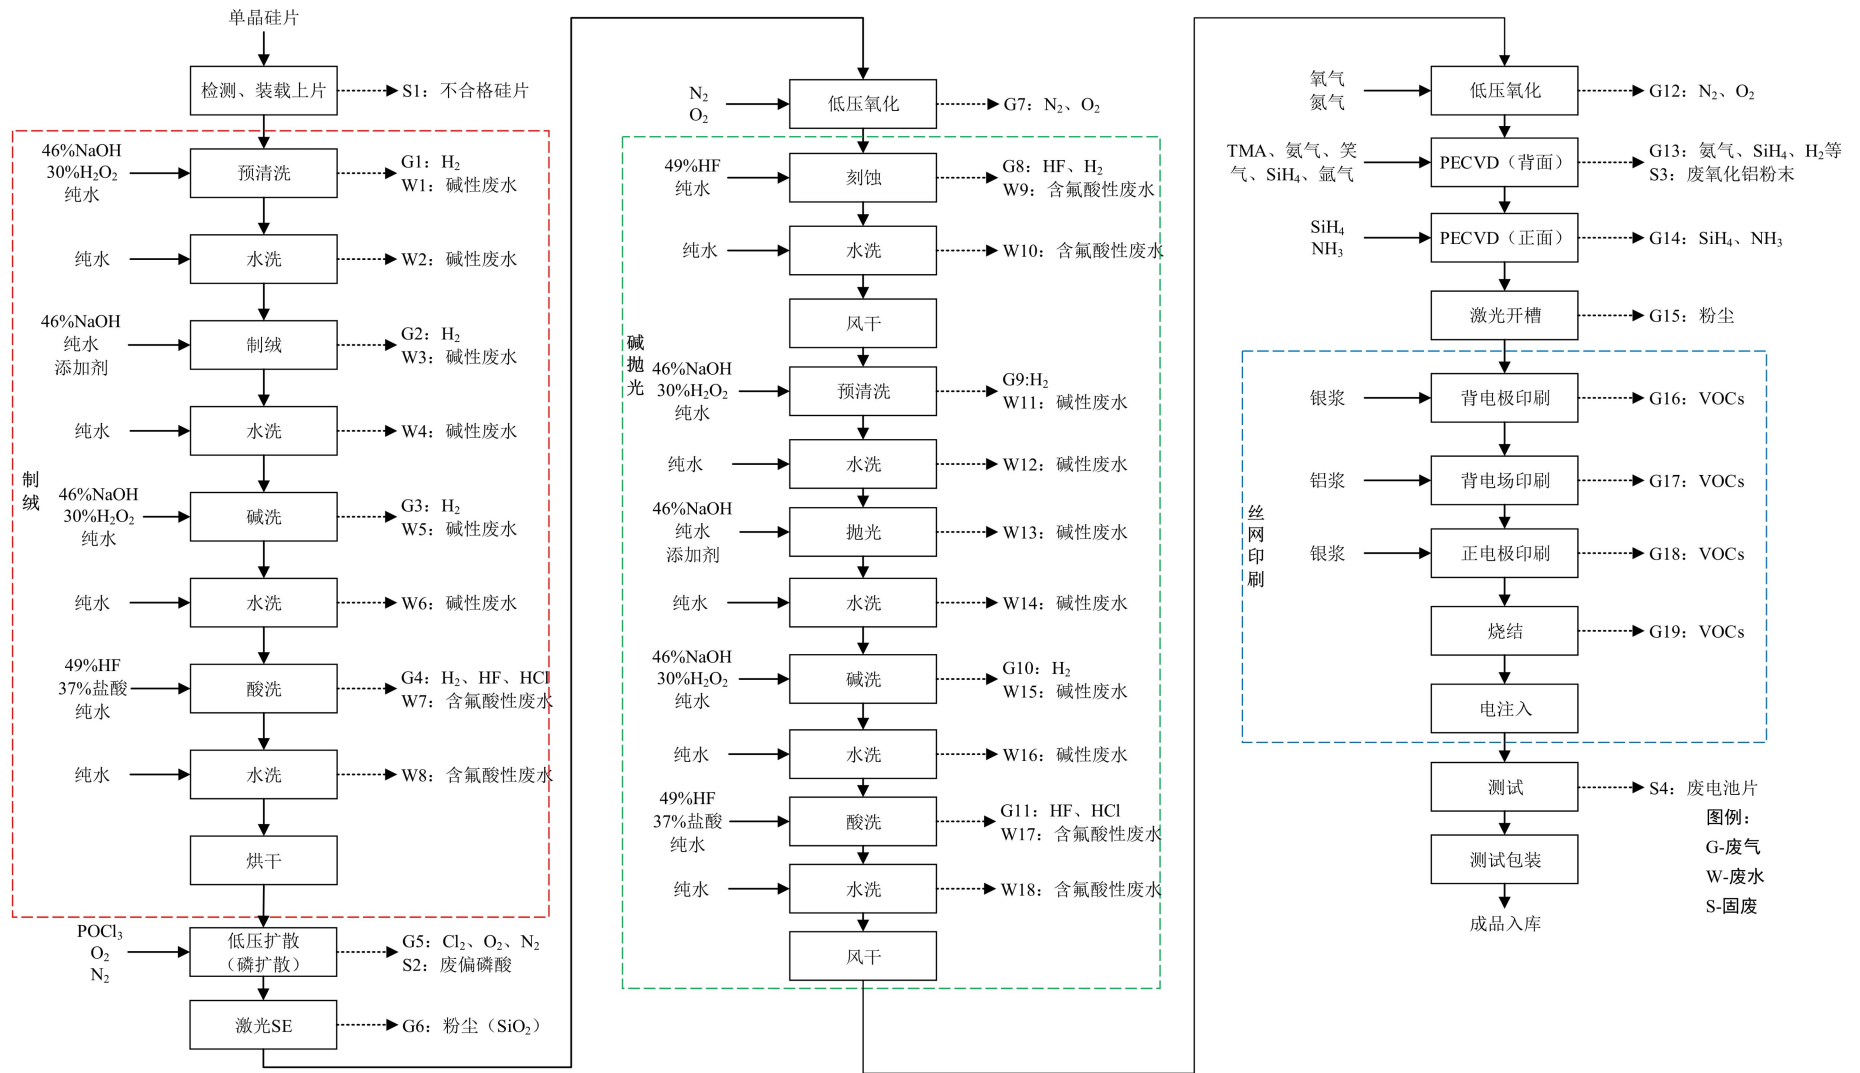 单晶硅片
检测、装载上片
S1：不合格硅片
制绒
46%NaOH
30%H₂O₂
纯水
预清洗
G1：H₂
W1：碱性废水
纯水
水洗
W2：碱性废水
46%NaOH
纯水
添加剂
制绒
G2：H₂
W3：碱性废水
纯水
水洗
W4：碱性废水
46%NaOH
30%H₂O₂
纯水
碱洗
G3：H₂
W5：碱性废水
纯水
水洗
W6：碱性废水
49%HF
37%盐酸
纯水
酸洗
G4：H₂、HF、HCl
W7：含氟酸性废水
纯水
水洗
W8：含氟酸性废水
烘干
POCl₃
O₂
N₂
低压扩散
（磷扩散）
G5：Cl₂、O₂、N₂
S2：废偏磷酸
激光SE
G6：粉尘（SiO₂）
N₂
O₂
低压氧化
G7：N₂、O₂
碱抛光
49%HF
纯水
刻蚀
G8：HF、H₂
W9：含氟酸性废水
纯水
水洗
W10：含氟酸性废水
风干
46%NaOH
30%H₂O₂
纯水
预清洗
G9:H₂
W11：碱性废水
纯水
水洗
W12：碱性废水
46%NaOH
纯水
添加剂
抛光
W13：碱性废水
纯水
水洗
W14：碱性废水
46%NaOH
30%H₂O₂
纯水
碱洗
G10：H₂
W15：碱性废水
纯水
水洗
W16：碱性废水
49%HF
37%盐酸
纯水
酸洗
G11：HF、HCl
W17：含氟酸性废水
纯水
水洗
W18：含氟酸性废水
风干
氧气
氮气
低压氧化
G12：N₂、O₂
TMA、氨气、笑
气、SiH₄、氩气
PECVD（背面）
G13：氨气、SiH₄、H₂等
S3：废氧化铝粉末
SiH₄
NH₃
PECVD（正面）
G14：SiH₄、NH₃
激光开槽
G15：粉尘
丝网印刷
银浆
背电极印刷
G16：VOCs
铝浆
背电场印刷
G17：VOCs
银浆
正电极印刷
G18：VOCs
烧结
G19：VOCs
电注入
测试
S4：废电池片
测试包装
成品入库
图例：
G-废气
W-废水
S-固废